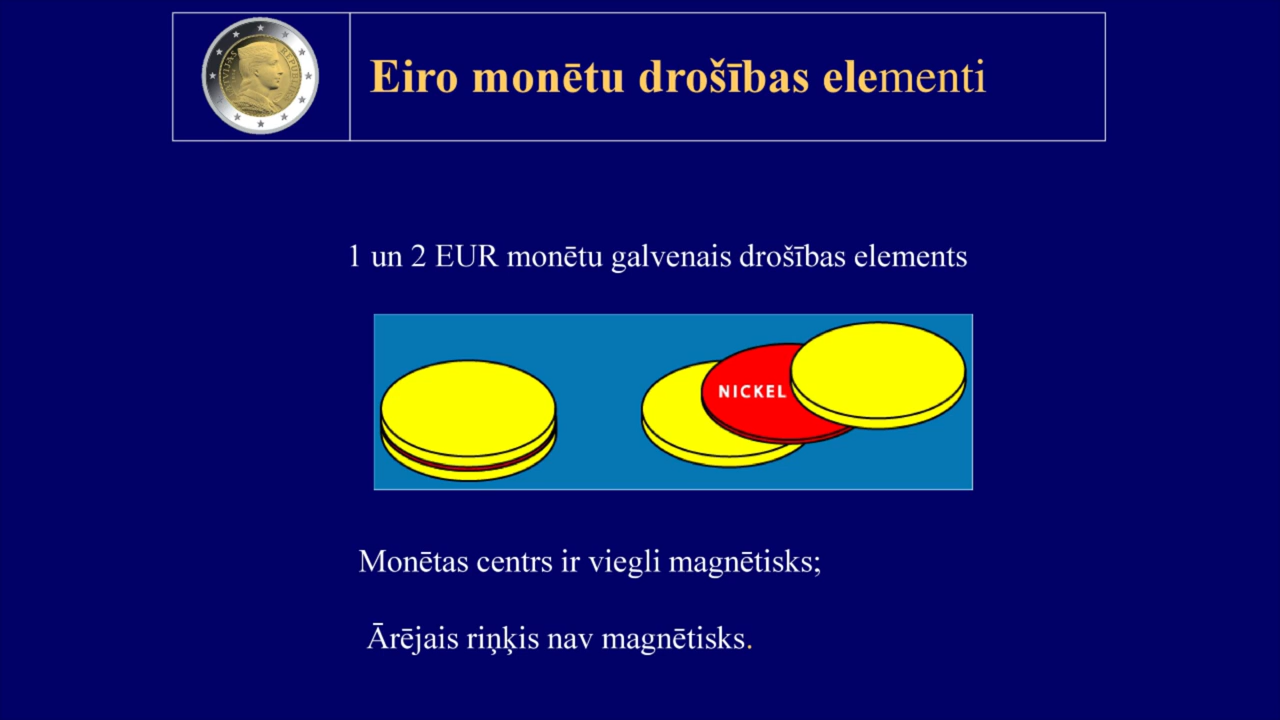 Eiro monētu drošības elementi
1 un 2 EUR monētu galvenais drošības elements
NICKEL
Monētas centrs ir viegli magnētisks;
Ārējais riņķis nav magnētisks.